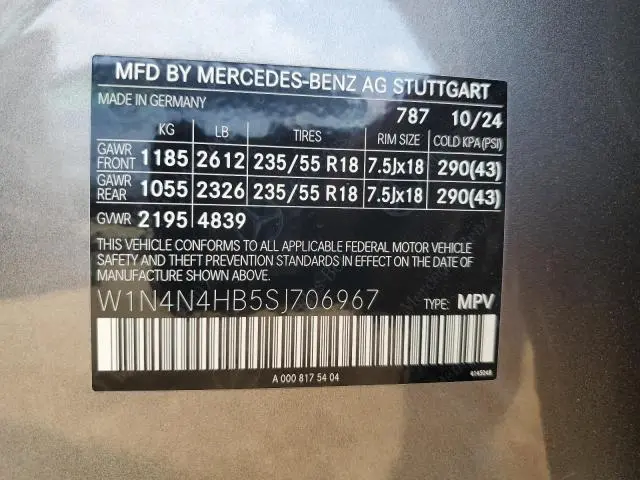 MFD BY MERCEDES-BENZ AG STUTTGART
MADE IN GERMANY 787 10/24
KG LB TIRES RIM SIZE COLD KPA(PSI)
GAWR FRONT 1185 2612 235/55 R18 7.5Jx18 290(43)
GAWR REAR 1055 2326 235/55 R18 7.5Jx18 290(43)
GVWR 2195 4839
THIS VEHICLE CONFORMS TO ALL APPLICABLE FEDERAL MOTOR VEHICLE
SAFETY AND THEFT PREVENTION STANDARDS IN EFFECT ON THE DATE OF
MANUFACTURE SHOWN ABOVE.
W1N4N4HB5SJ706967 TYPE: MPV
A 000 817 54 04